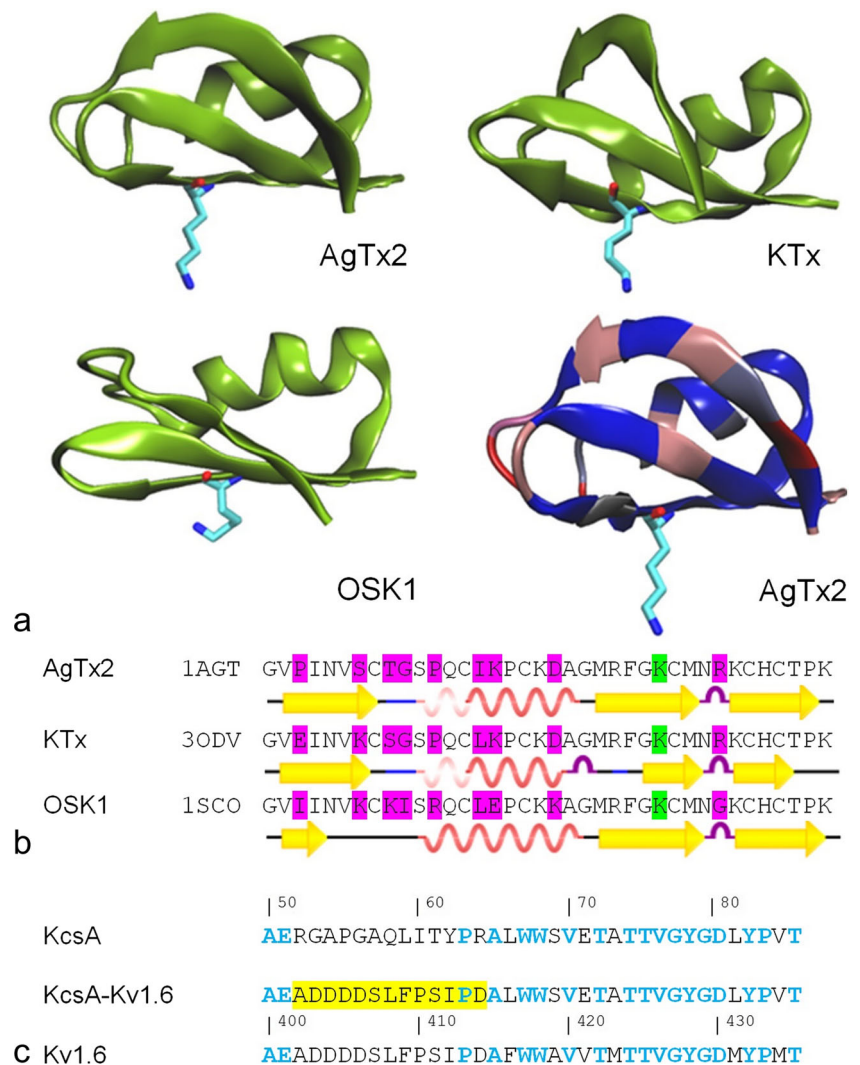 AgTx2
KTx
OSK1
AgTx2
a
AgTx2 1AGT GVPINVSCTGSPQCIKPCKDAGMRFGKCMNRKCHCTPK
KTx 3ODV GVEINVKCSGSPQCLKPCKDAGMRFGKCMNRKCHCTPK
OSK1 1SCO GVIINVKCKISRQCLEPCKKAGMRFGKCMNGKCHCTPK
b
50 60 70 80
KcsA AERGAPGAQLITYPRALWWSVETATTVGYGDLYPVT
KcsA-Kv1.6 AEADDDDSLFPSIPDALWWSVETATTVGYGDLYPVT
400 410 420 430
Kv1.6 AEADDDDSLFPSIPDAFWWAVVTMTTVGYGDMYPMT
c